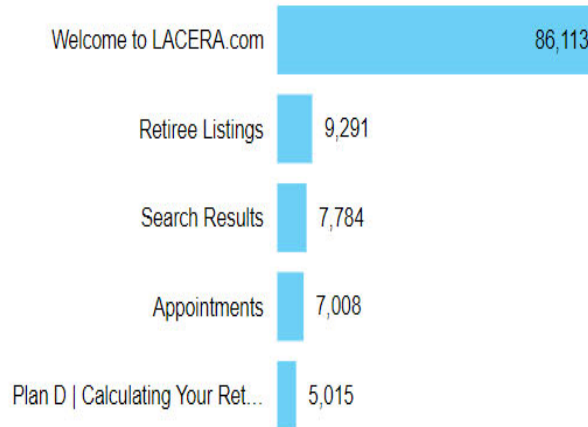 Welcome to LACERA.com 86,113
Retiree Listings 9,291
Search Results 7,784
Appointments 7,008
Plan D | Calculating Your Ret... 5,015